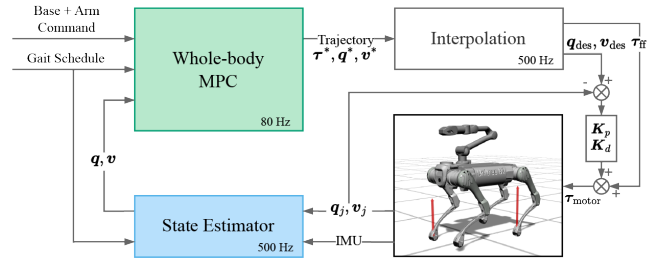 Base + Arm
Command
Gait Schedule
Whole-body
MPC
80 Hz
Trajectory
τ*, q*, v*
Interpolation
500 Hz
q_des, v_des
τ_ff
-
+
K_p
K_d
+
+
τ_motor
q, v
State Estimator
500 Hz
q_j, v_j
IMU